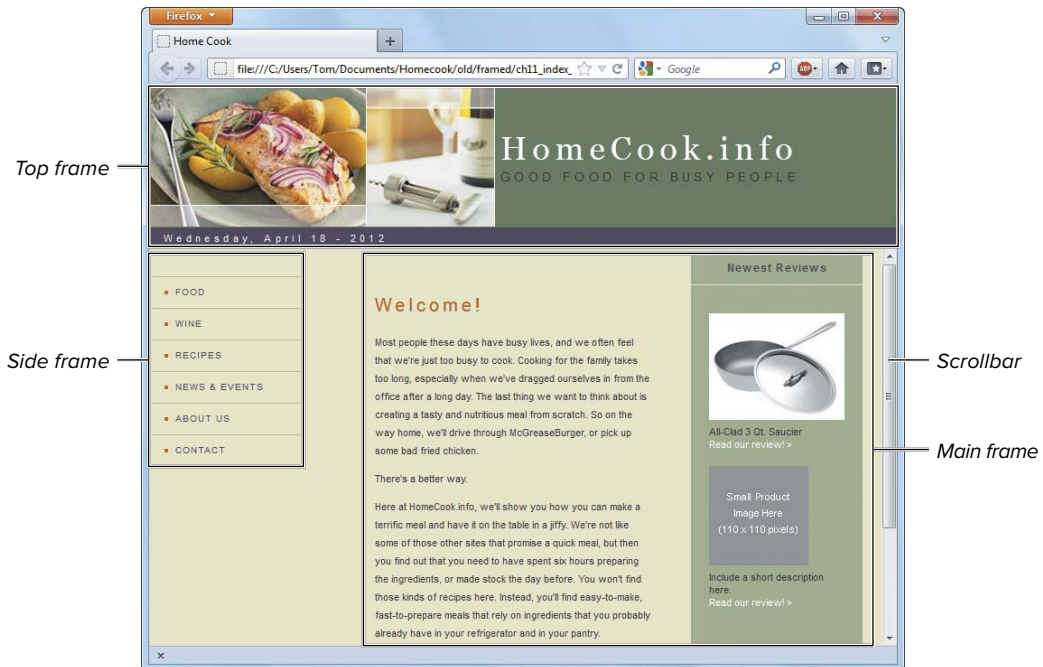 Firefox
Home Cook
file:///C:/Users/Tom/Documents/Homecook/old/framed/ch11_index_
Google
ABP
Top frame
HomeCook.info
GOOD FOOD FOR BUSY PEOPLE
Wednesday, April 18 - 2012
Side frame
FOOD
WINE
RECIPES
NEWS & EVENTS
ABOUT US
CONTACT
Welcome!
Most people these days have busy lives, and we often feel
that we're just too busy to cook. Cooking for the family takes
too long, especially when we've dragged ourselves in from the
office after a long day. The last thing we want to think about is
creating a tasty and nutritious meal from scratch. So on the
way home, we'll drive through McGreaseBurger, or pick up
some bad fried chicken.
There's a better way.
Here at HomeCook.info, we'll show you how you can make a
terrific meal and have it on the table in a jiffy. We're not like
some of those other sites that promise a quick meal, but then
you find out that you need to have spent six hours preparing
the ingredients, or made stock the day before. You won't find
those kinds of recipes here. Instead, you'll find easy-to-make,
fast-to-prepare meals that rely on ingredients that you probably
already have in your refrigerator and in your pantry.
Newest Reviews
All-Clad 3 Qt. Saucier
Read our review! >
Small Product
Image Here
(110 x 110 pixels)
Include a short description
here.
Read our review! >
Scrollbar
Main frame